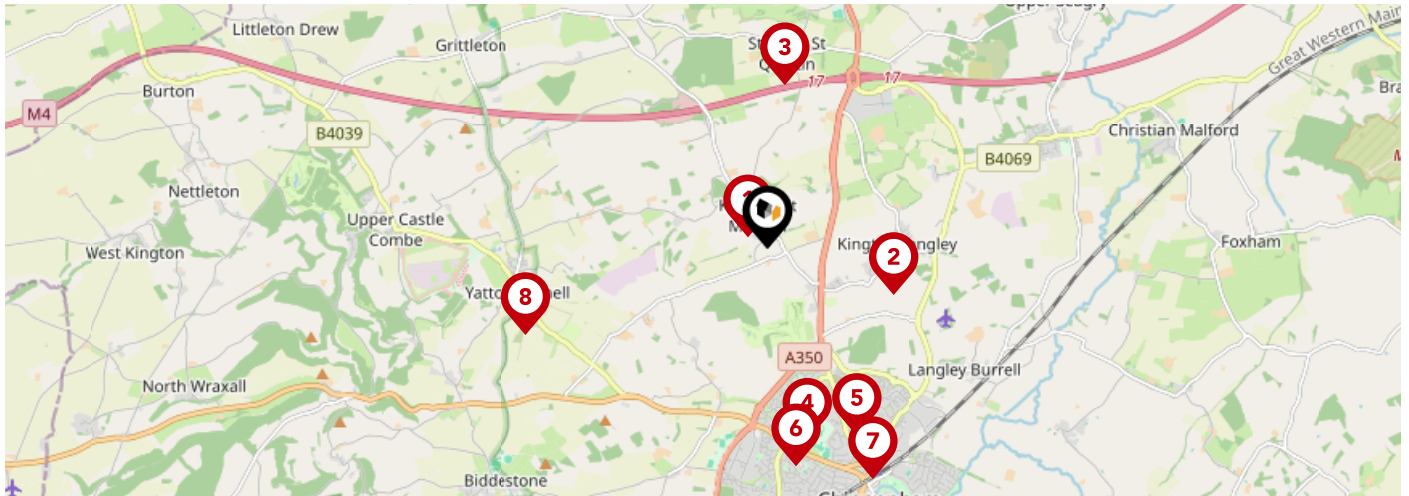 Littleton Drew
Grittleton
3
17
17
Great Western Main
M4
Burton
B4039
Christian Malford
B4069
Nettleton
Upper Castle
Combe
West Kington
2
Foxham
8
A350
North Wraxall
Langley Burrell
4
5
6
7
Biddestone